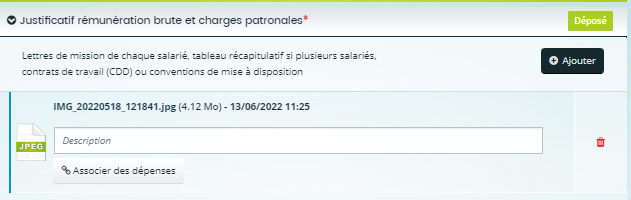 Justificatif rémunération brute et charges patronales*
Déposé
Lettres de mission de chaque salarié, tableau récapitulatif si plusieurs salariés,
contrats de travail (CDD) ou conventions de mise à disposition
Ajouter
IMG_20220518_121841.jpg (4.12 Mo) - 13/06/2022 11:25
JPEG
Description
Associer des dépenses